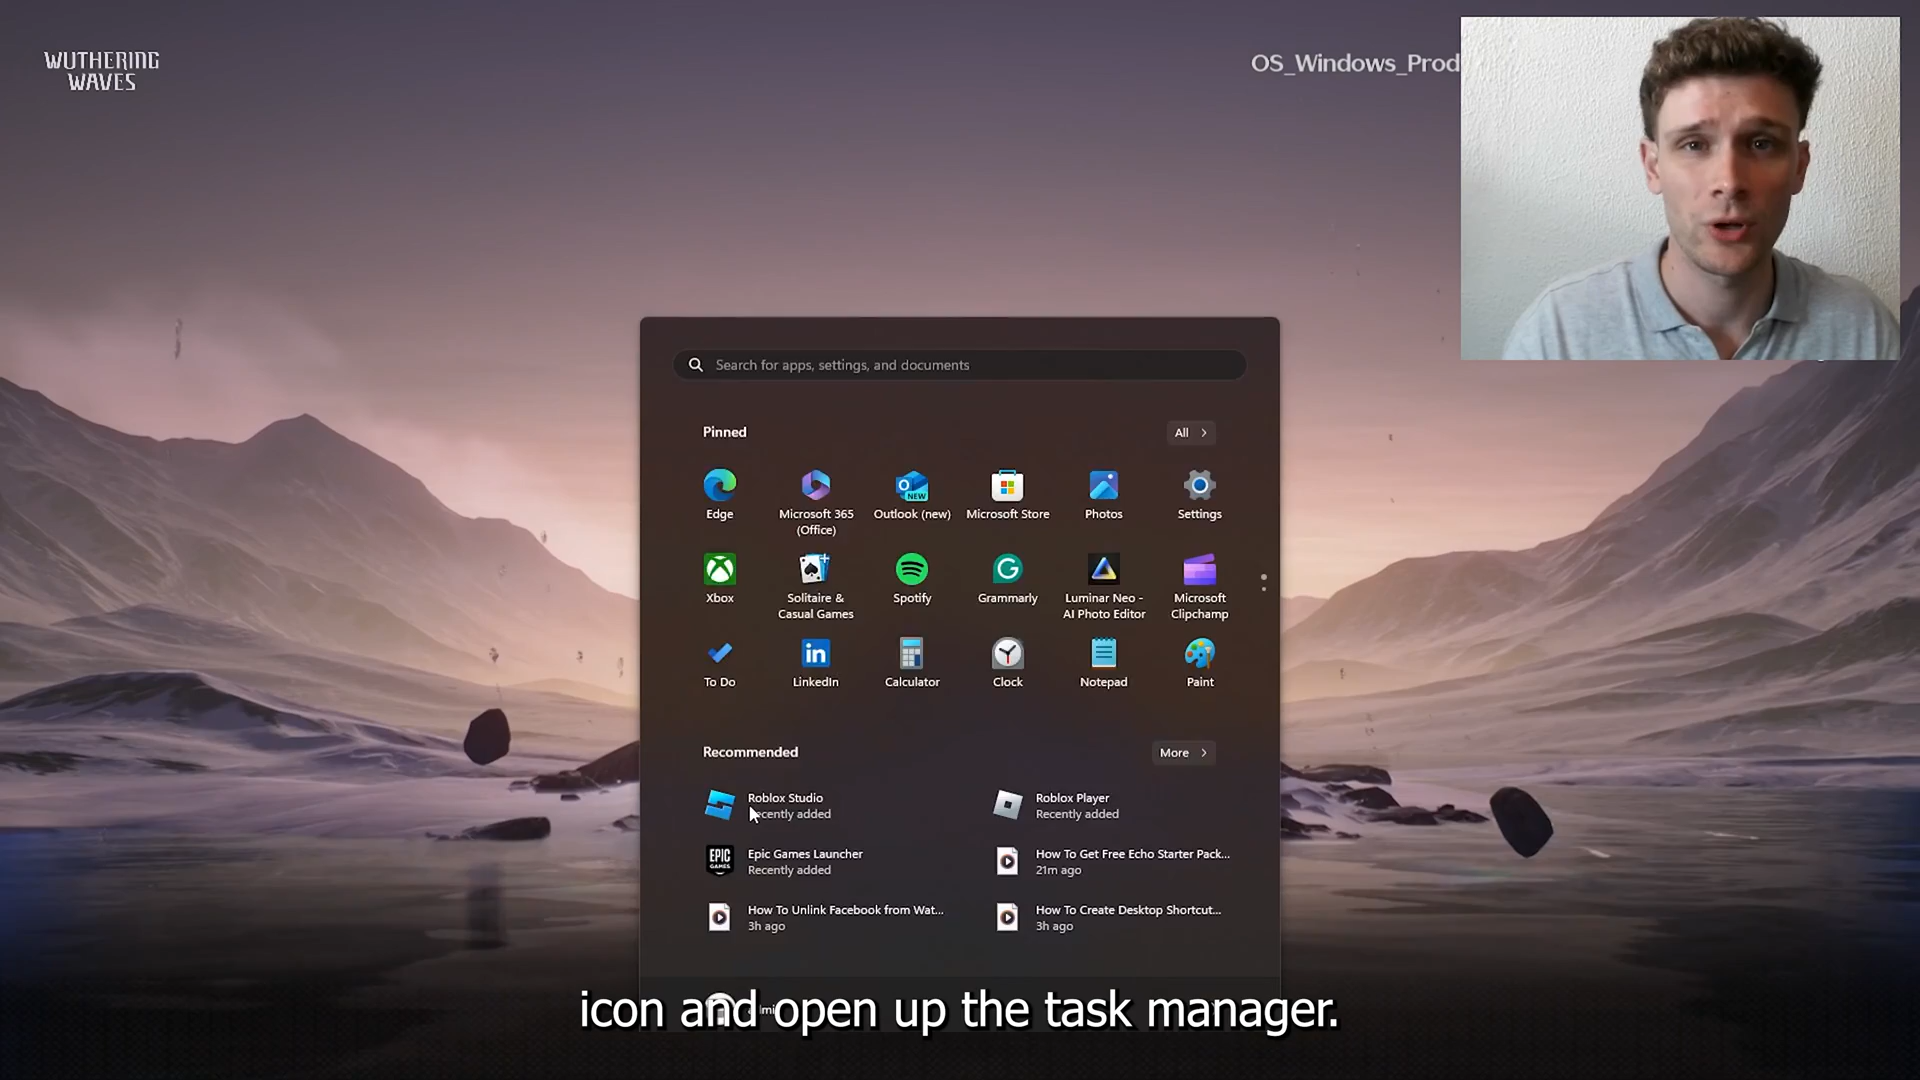 WUTHERING
WAVES
OS_Windows_Prod
Search for apps, settings, and documents
Pinned
All
Edge
Microsoft 365
(Office)
Outlook (new)
NEW
Microsoft Store
Photos
Settings
Xbox
Solitaire &
Casual Games
Spotify
Grammarly
Luminar Neo -
AI Photo Editor
Microsoft
Clipchamp
To Do
LinkedIn
Calculator
Clock
Notepad
Paint
Recommended
More
Roblox Studio
Recently added
Roblox Player
Recently added
EPIC
GAMES
Epic Games Launcher
Recently added
How To Get Free Echo Starter Pack...
21m ago
How To Unlink Facebook from Wat...
3h ago
How To Create Desktop Shortcut...
3h ago
icon and open up the task manager.